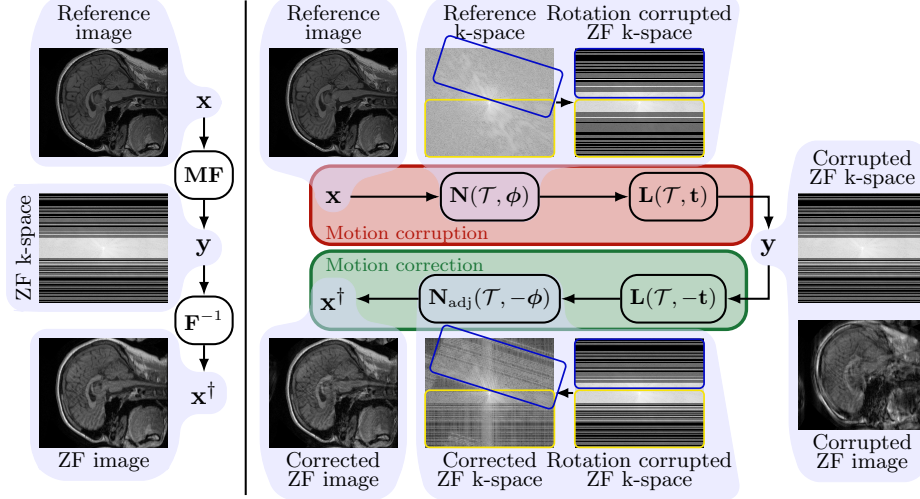 Reference
image
x
MF
ZF k-space
y
F⁻¹
x†
ZF image
Reference
image
Reference
k-space
Rotation corrupted
ZF k-space
x
N(𝒯, ϕ)
L(𝒯, t)
Motion corruption
Corrupted
ZF k-space
y
Motion correction
x†
N_adj(𝒯, −ϕ)
L(𝒯, −t)
Corrected
ZF image
Corrected
ZF k-space
Rotation corrupted
ZF k-space
Corrupted
ZF image